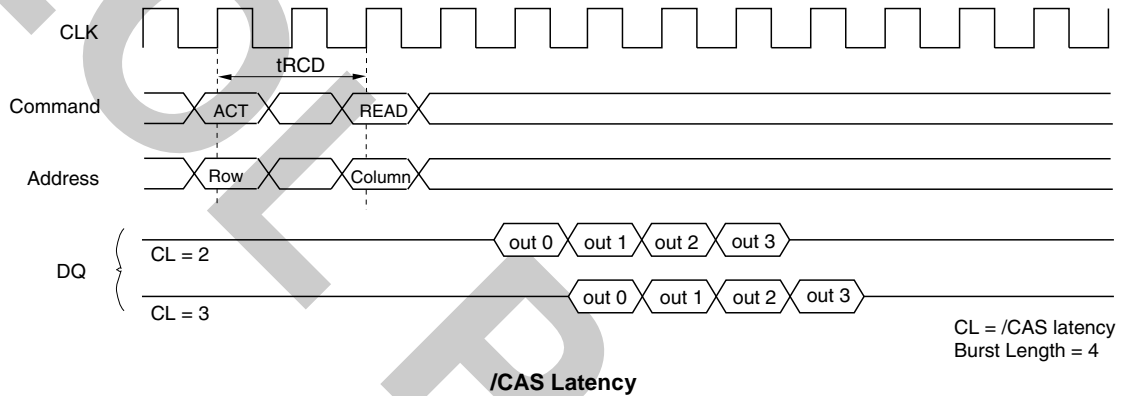 CLK
tRCD
Command ACT READ
Address Row Column
out 0 out 1 out 2 out 3
CL = 2
DQ
out 0 out 1 out 2 out 3
CL = 3
CL = /CAS latency
Burst Length = 4
/CAS Latency